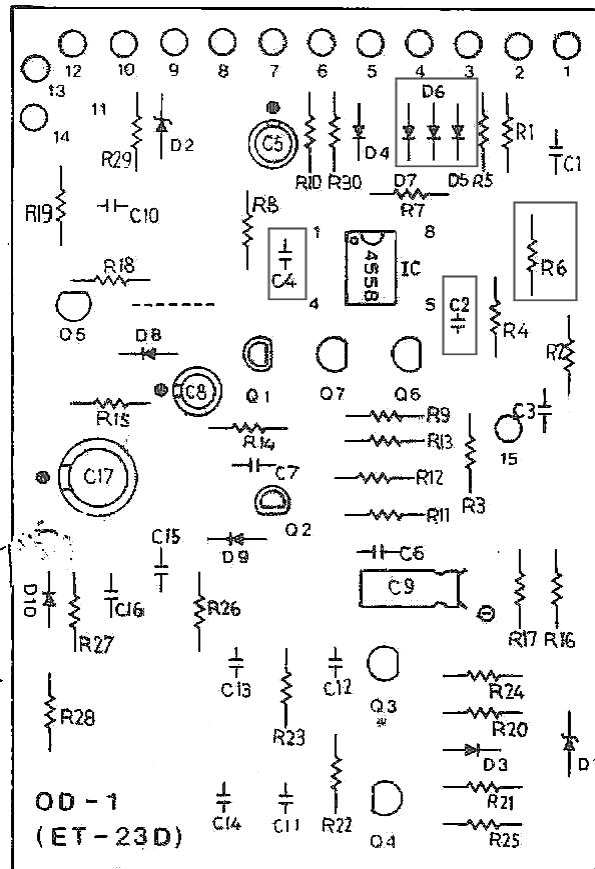 12 10 9 8 7 6 5 4 3 2 1
13
11
14
D6
R29 D2 C5 R10 R30 D4 D7 D5 R5 R1 C1
R19 C10 R8 R7
1 8
C4 4558 IC R6
R18 4 5 C2
Q5 D8 R4 R2
Q1 Q7 Q6
C8
R15 R14 R9 C3
R13 15
C17 C7 R12 R3
Q2 R11
C15 D9 C6
D10 C9
R27 C16 R26 R17 R16
C13 C12 Q3 R24
R28 R23 * R20
D3 D1
OD-1 R21
(ET-23D) C14 C11 R22 Q4 R25